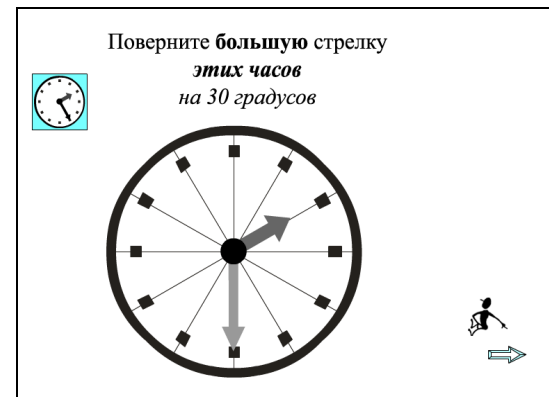 Поверните большую стрелку
этих часов
на 30 градусов